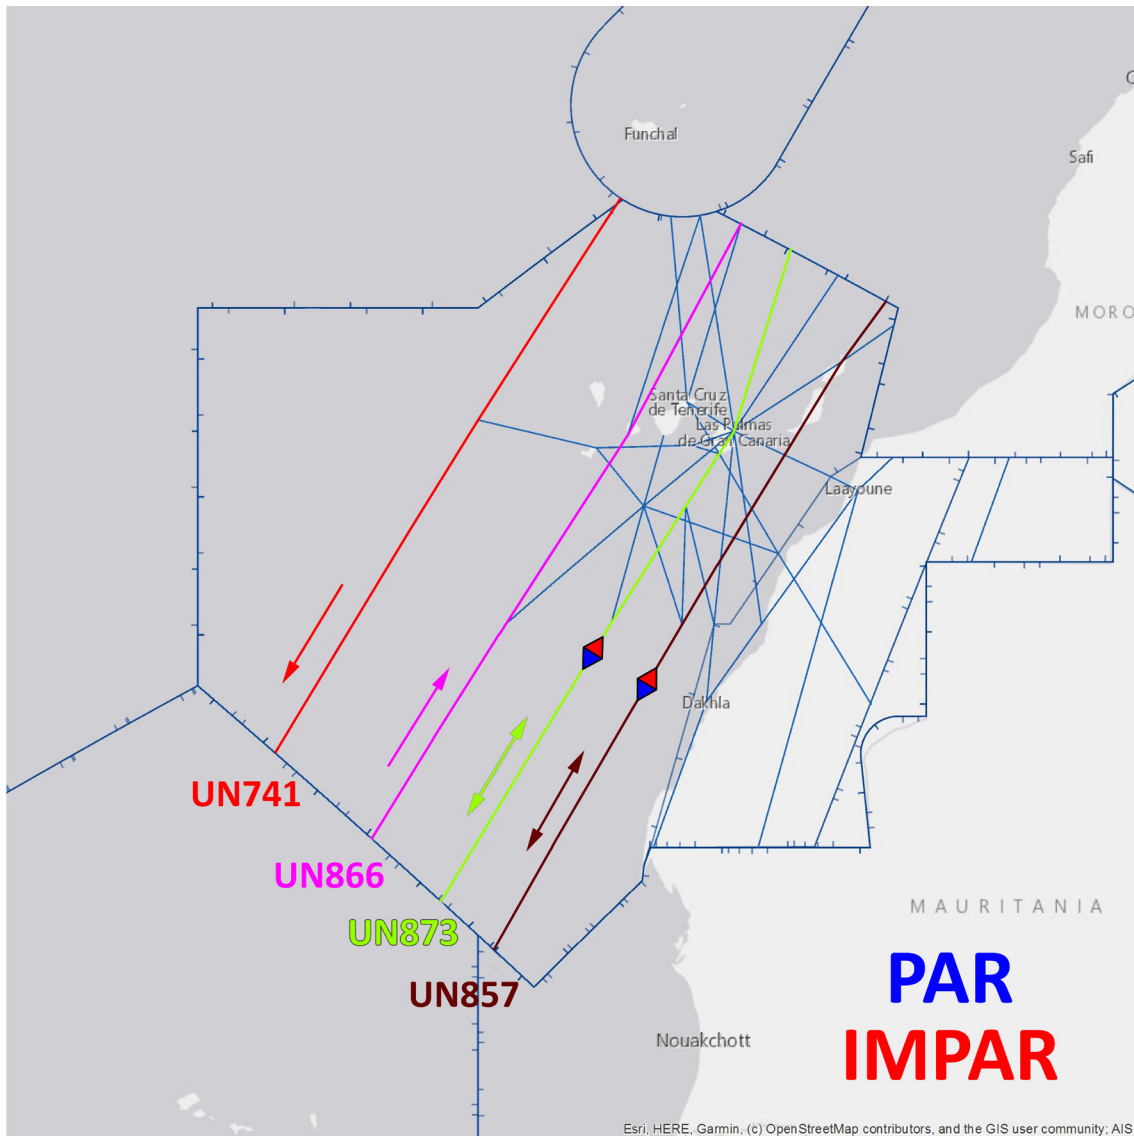 Funchal
Safi
MORO
Santa Cruz
de Tenerife
Las Palmas
de Gran Canaria
Laayoune
Dakhla
UN741
UN866
UN873
UN857
MAURITANIA
PAR
IMPAR
Nouakchott
Esri, HERE, Garmin, (c) OpenStreetMap contributors, and the GIS user community; AIS